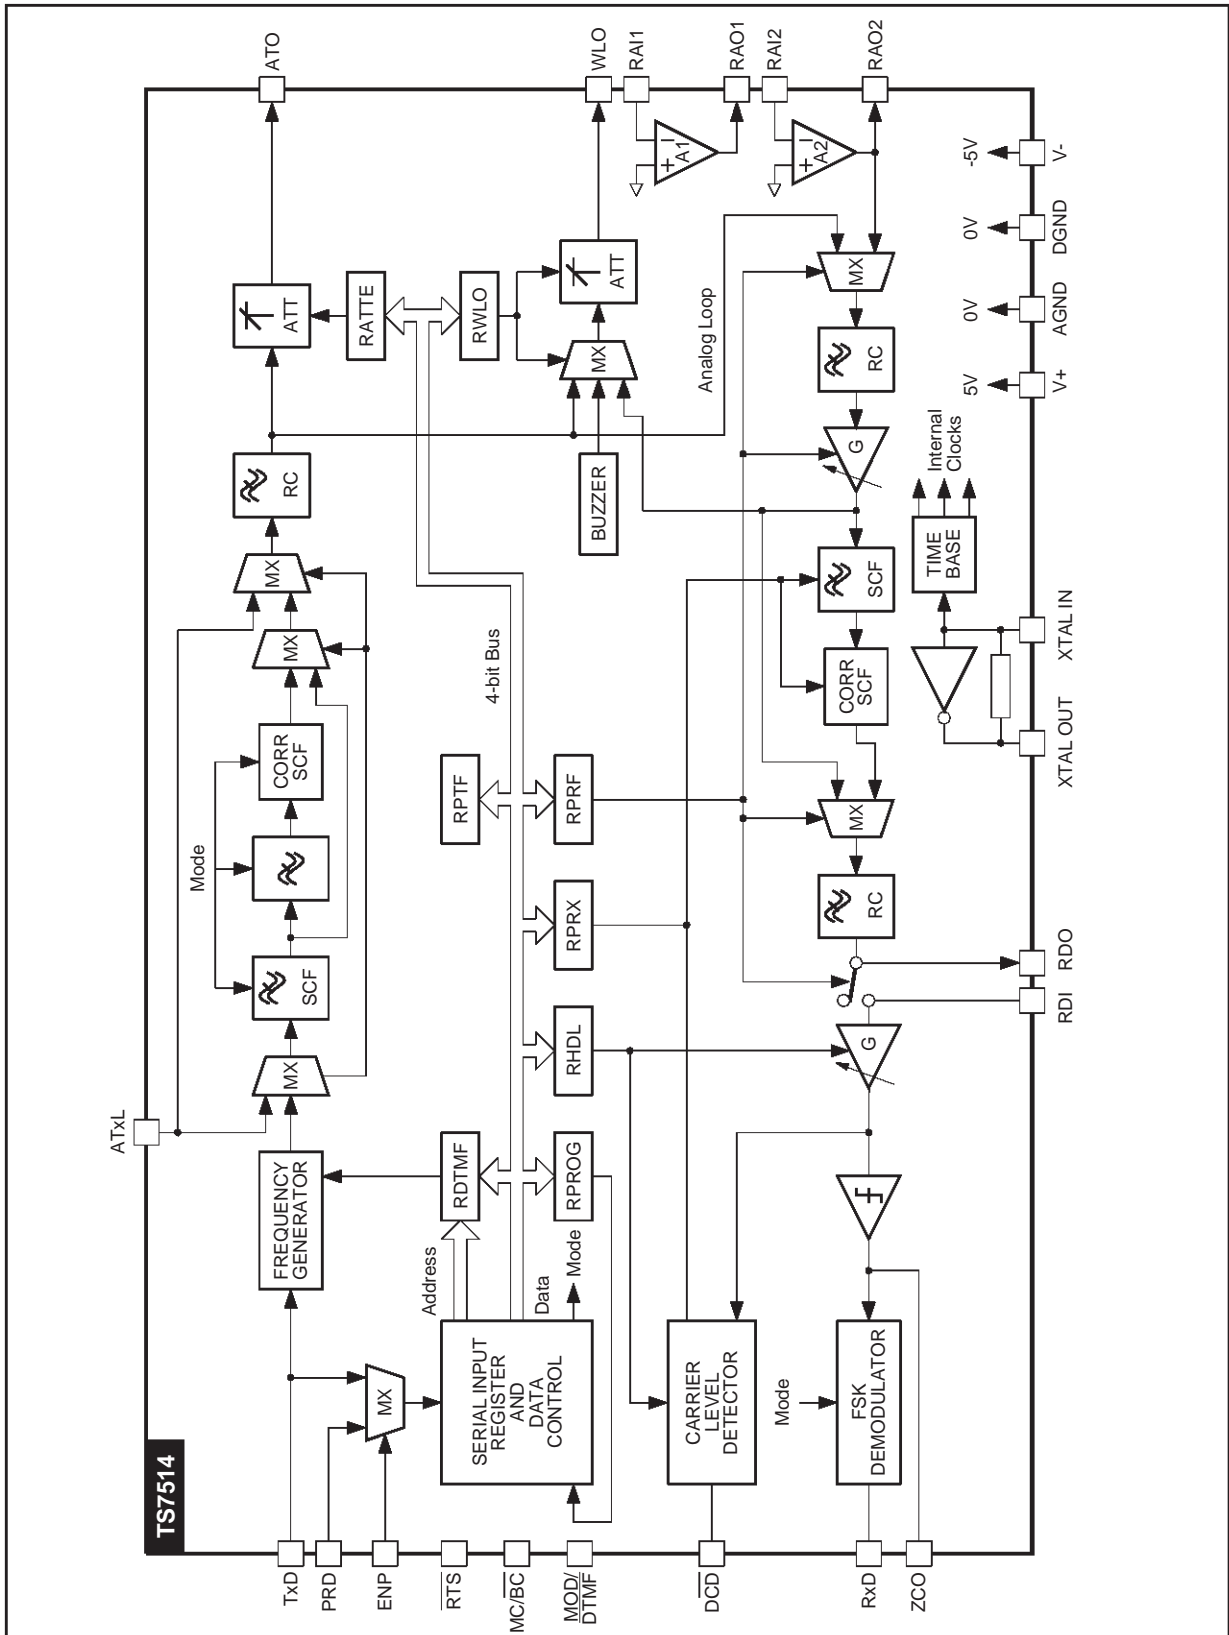 TS7514
TxD
PRD
ENP
RTS
MC/BC
MOD/
DTMF
DCD
RxD
ZCO
ATxL
ATO
WLO
RAI1
RAO1
RAI2
RAO2
FREQUENCY
GENERATOR
MX
SCF
Mode
CORR
SCF
MX
MX
RC
ATT
RATTE
RWLO
MX
ATT
BUZZER
A1
A2
+
−
+
−
MX
SERIAL INPUT
REGISTER
AND
DATA
CONTROL
Address
Data
Mode
RDTMF
RPROG
RHDL
RPRX
RPTF
RPRF
4-bit Bus
Analog Loop
MX
RC
G
SCF
CORR
SCF
MX
RC
G
CARRIER
LEVEL
DETECTOR
Mode
FSK
DEMODULATOR
TIME
BASE
Internal
Clocks
5V
0V
0V
-5V
RDI
RDO
XTAL OUT
XTAL IN
V+
AGND
DGND
V-